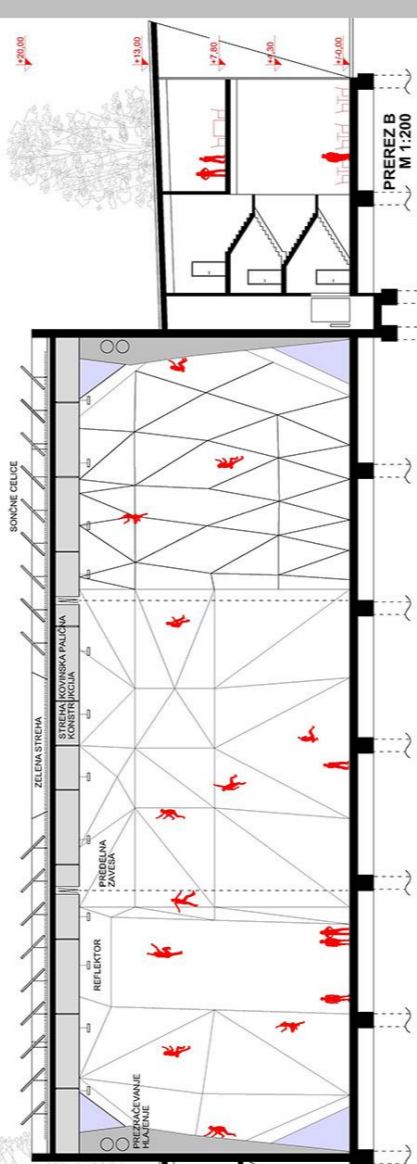 SONČNE CELICE
+20,00
ZELENA STREHA
STREHA/KOVINSKA PALIČNA
KONSTRUKCIJA
REFLEKTOR
PREDELNA
ZAVESA
PREZRAČEVANJE
HLAJENJE
+13,00
+7,80
+4,30
+/-0,00
PREREZ B
M 1:200